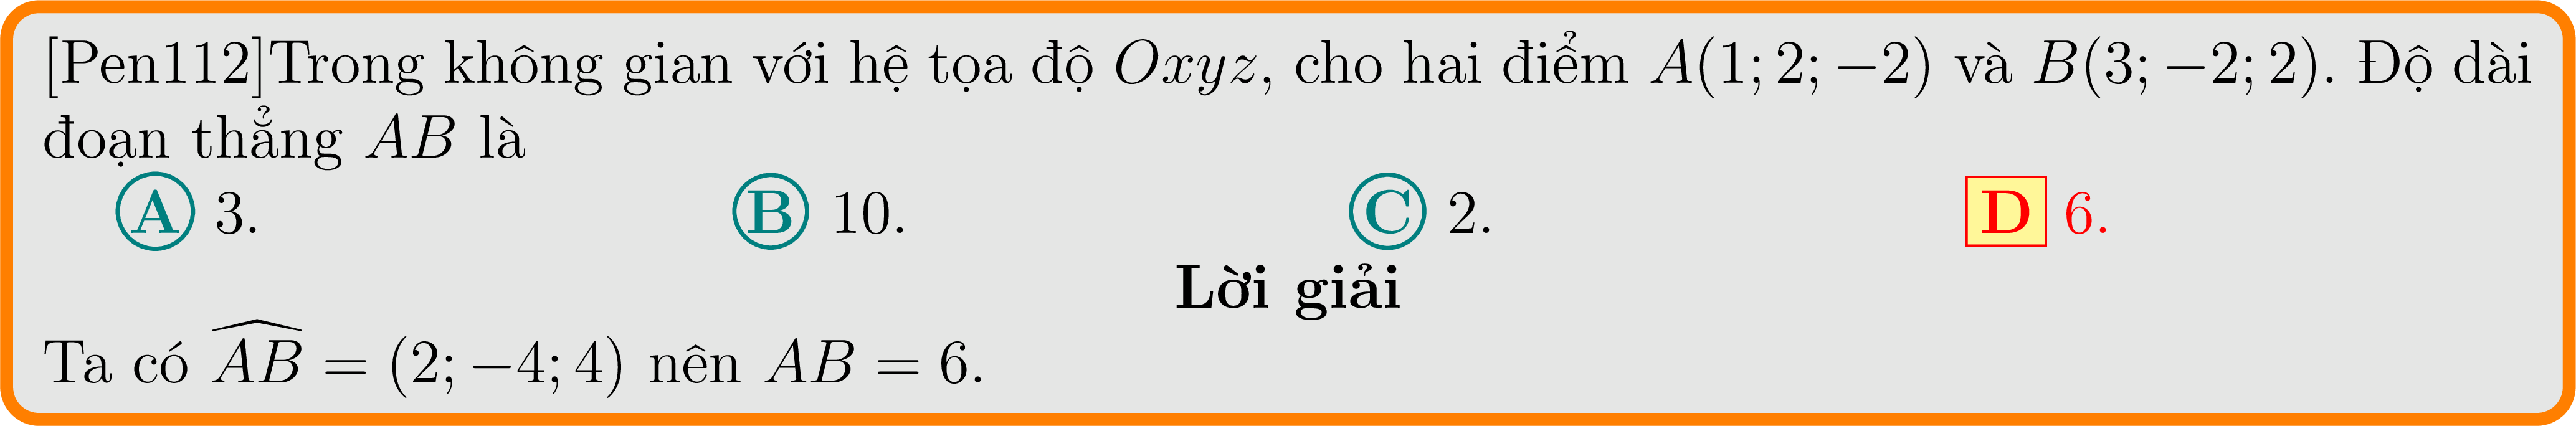 [Pen112]Trong không gian với hệ tọa độ Oxyz, cho hai điểm A(1; 2; −2) và B(3; −2; 2). Độ dài
đoạn thẳng AB là
A 3. B 10. C 2. D 6.
Lời giải
Ta có $\widehat{AB}$ = (2; −4; 4) nên AB = 6.